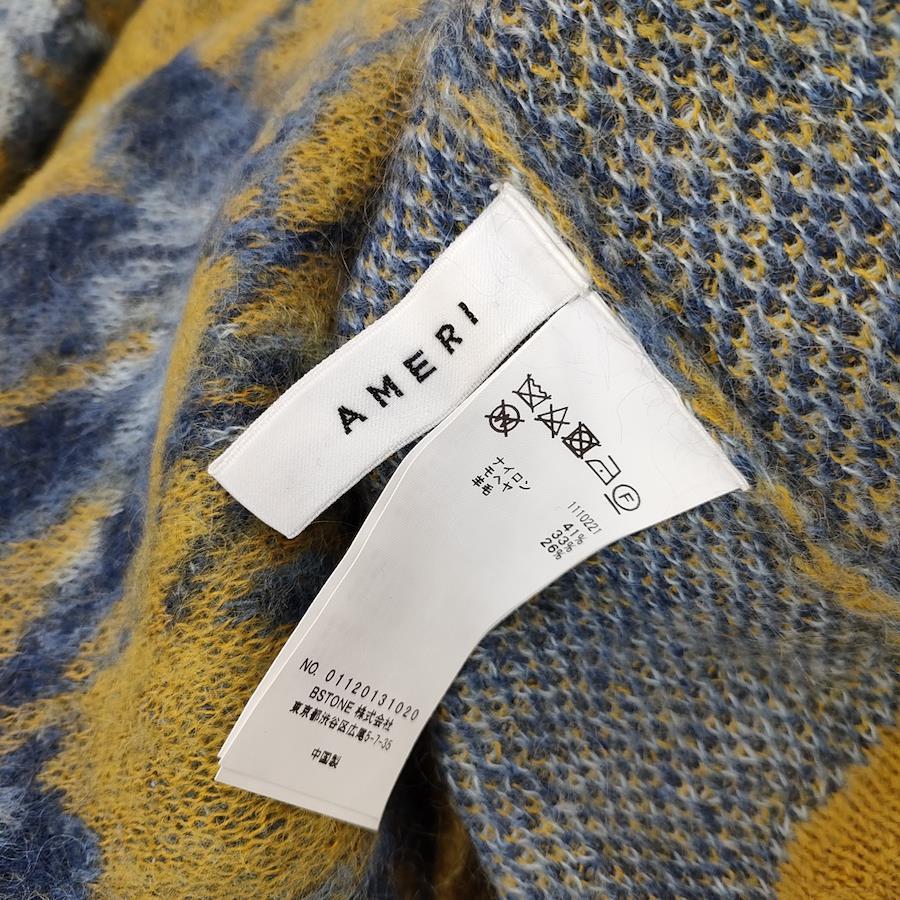 AMERI
F
ナイロン
モヘヤ
毛
1110221
41%
33%
26%
NO. 01120131020
BSTONE 株式会社
東京都渋谷区広尾5-7-35
中国製